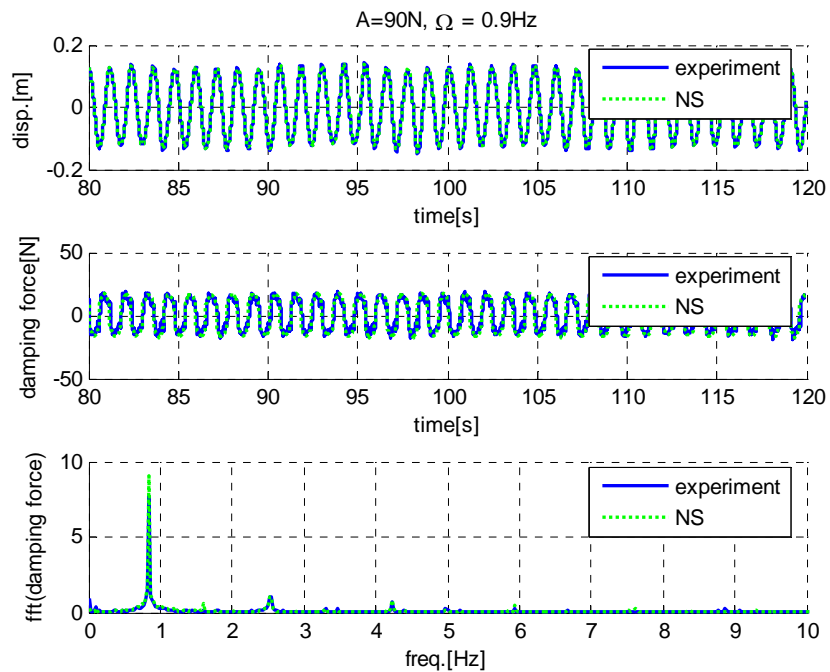 A=90N, Ω = 0.9Hz
disp.[m]
0.2
0
-0.2
experiment
NS
80 85 90 95 100 105 110 115 120
time[s]
damping force[N]
50
0
-50
experiment
NS
80 85 90 95 100 105 110 115 120
time[s]
fft(damping force)
10
5
0
experiment
NS
0 1 2 3 4 5 6 7 8 9 10
freq.[Hz]